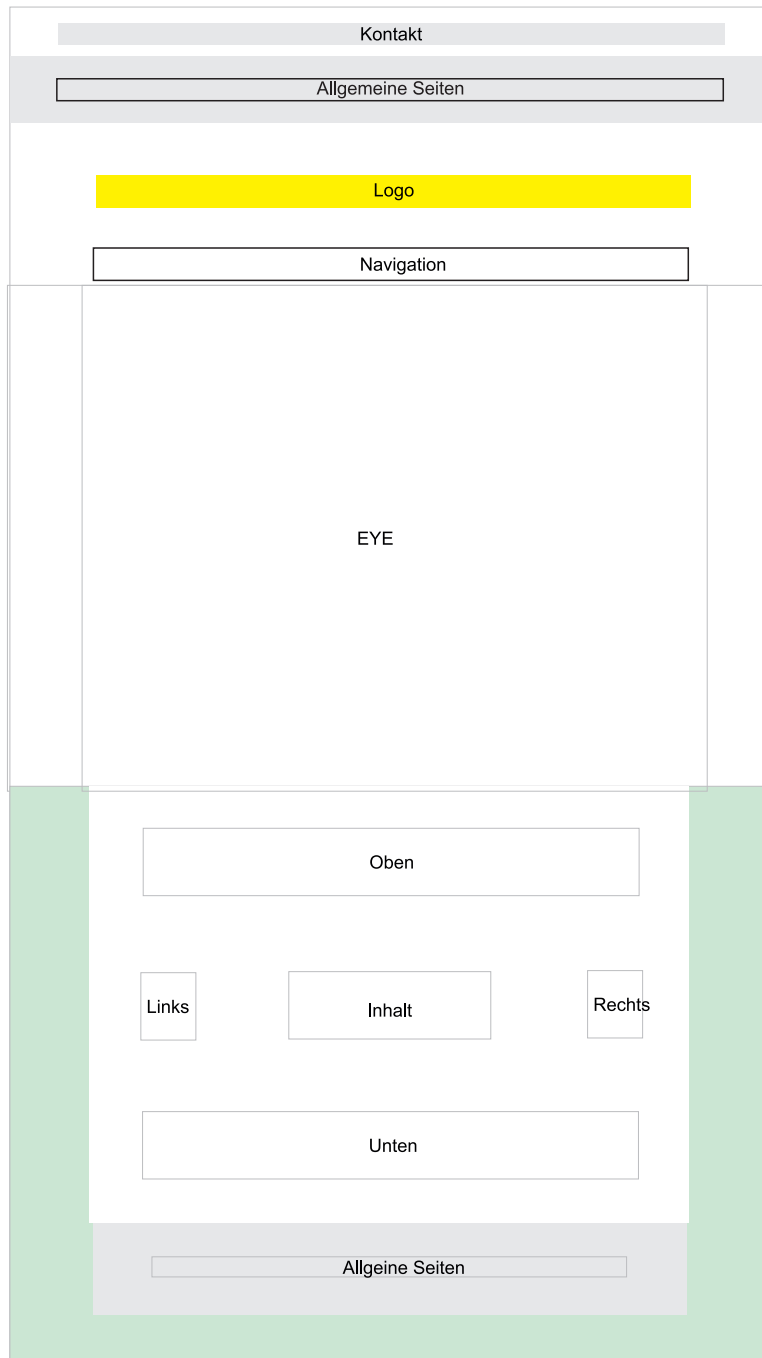 Kontakt
Allgemeine Seiten
Logo
Navigation
EYE
Oben
Links
Inhalt
Rechts
Unten
Allgeine Seiten